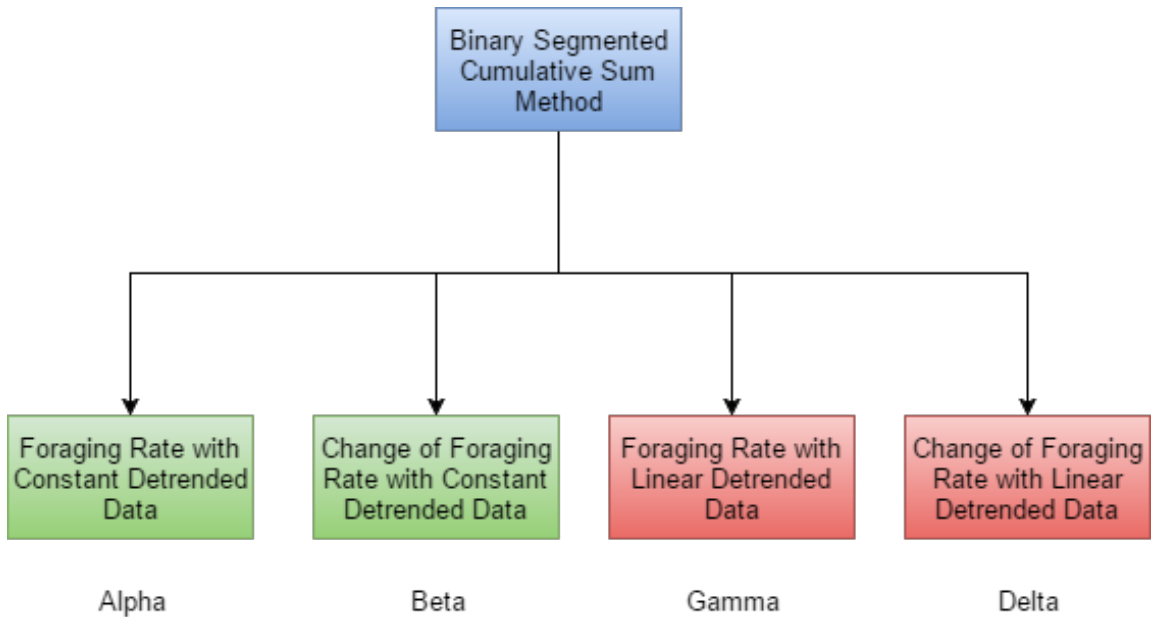 Binary Segmented
Cumulative Sum
Method
Foraging Rate with
Constant Detrended
Data
Change of Foraging
Rate with Constant
Detrended Data
Foraging Rate with
Linear Detrended
Data
Change of Foraging
Rate with Linear
Detrended Data
Alpha
Beta
Gamma
Delta